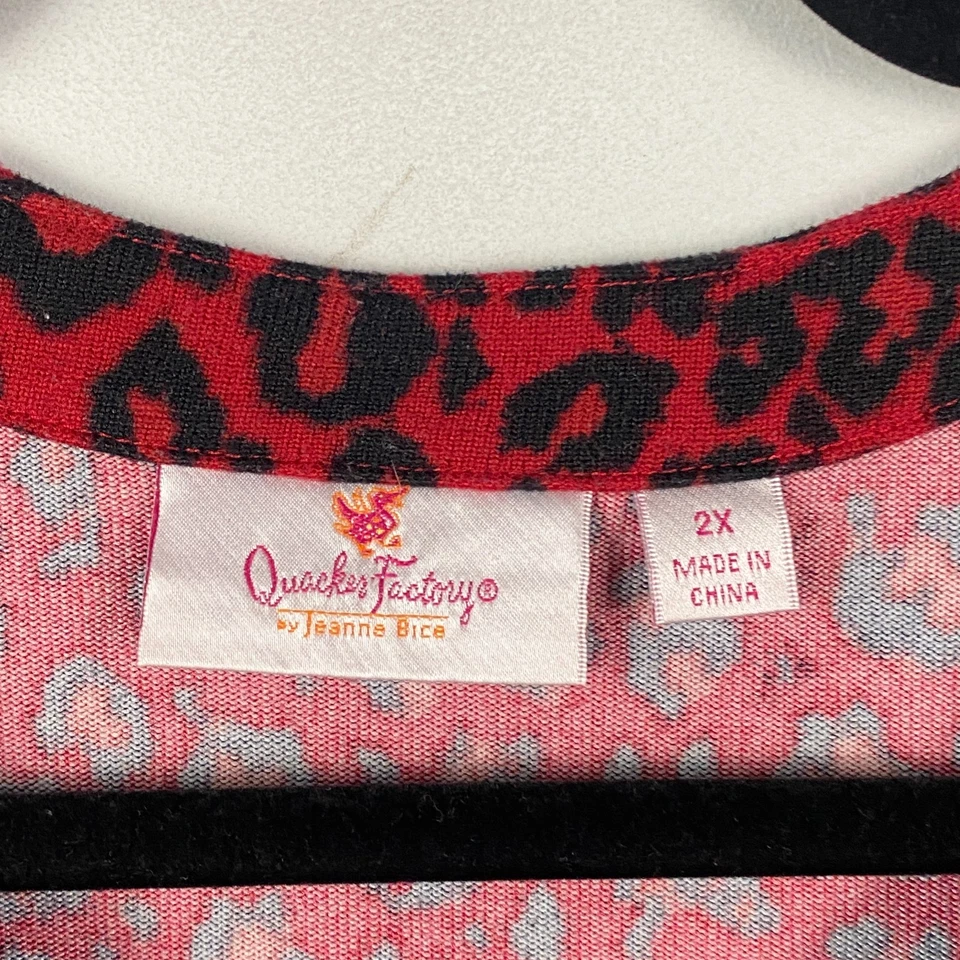 Quacker Factory®
by Jeanne Bice
2X
MADE IN
CHINA